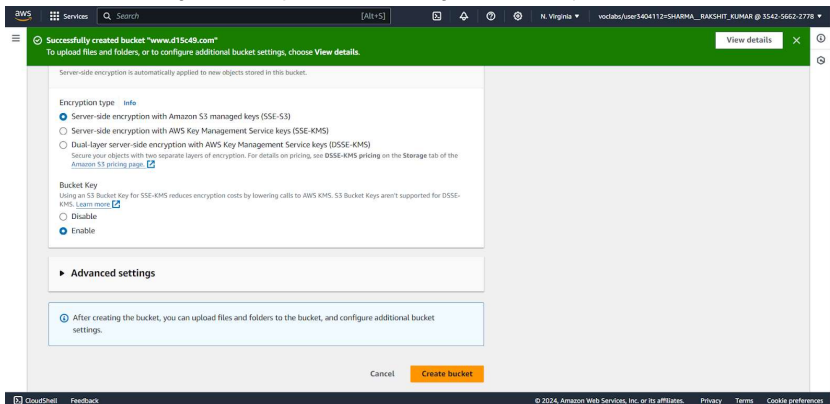 aws Services Search [Alt+S] N. Virginia voclabs/user3404112=SHARMA__RAKSHIT_KUMAR @ 3542-5662-2778
Successfully created bucket "www.d15c49.com"
To upload files and folders, or to configure additional bucket settings, choose View details.
View details
Server-side encryption is automatically applied to new objects stored in this bucket.
Encryption type Info
Server-side encryption with Amazon S3 managed keys (SSE-S3)
Server-side encryption with AWS Key Management Service keys (SSE-KMS)
Dual-layer server-side encryption with AWS Key Management Service keys (DSSE-KMS)
Secure your objects with two separate layers of encryption. For details on pricing, see DSSE-KMS pricing on the Storage tab of the
Amazon S3 pricing page.
Bucket Key
Using an S3 Bucket Key for SSE-KMS reduces encryption costs by lowering calls to AWS KMS. S3 Bucket Keys aren't supported for DSSE-
KMS. Learn more
Disable
Enable
Advanced settings
After creating the bucket, you can upload files and folders to the bucket, and configure additional bucket
settings.
Cancel Create bucket
CloudShell Feedback © 2024, Amazon Web Services, Inc. or its affiliates. Privacy Terms Cookie preferences